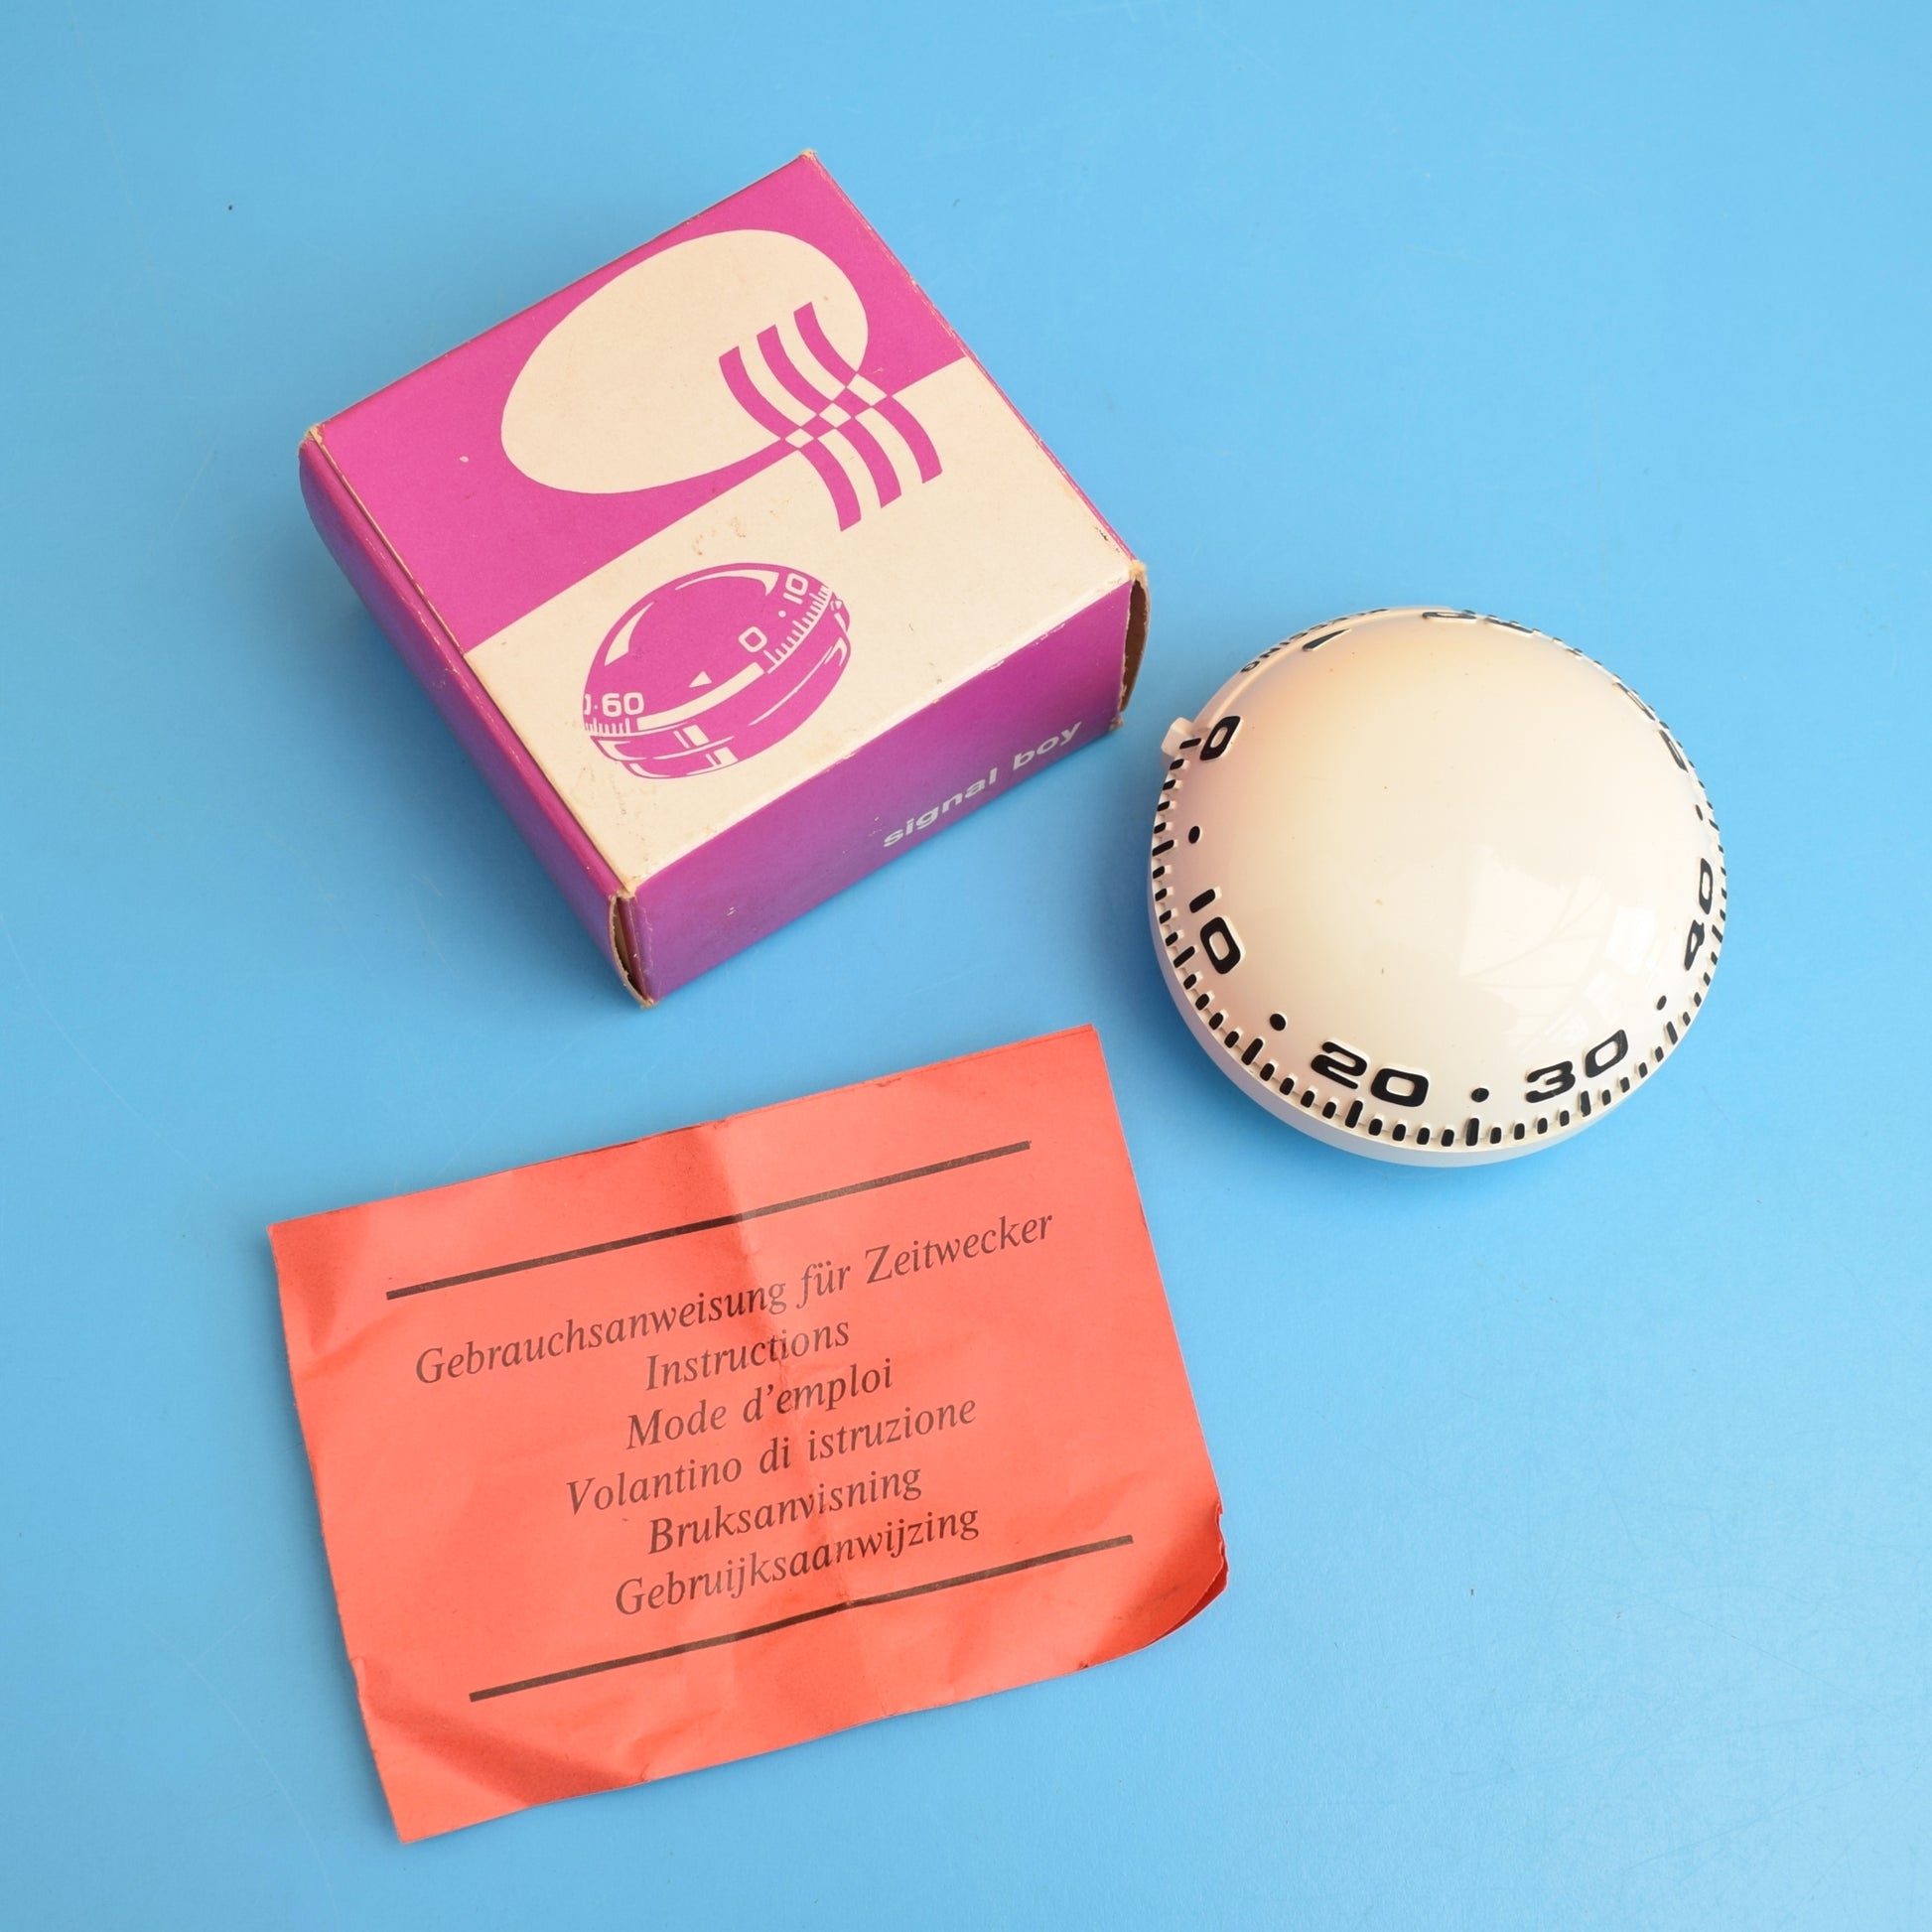 10
0
60
signal boy
0
10
20
30
40
Gebrauchsanweisung für Zeitwecker
Instructions
Mode d'emploi
Volantino di istruzione
Bruksanvisning
Gebruijksaanwijzing